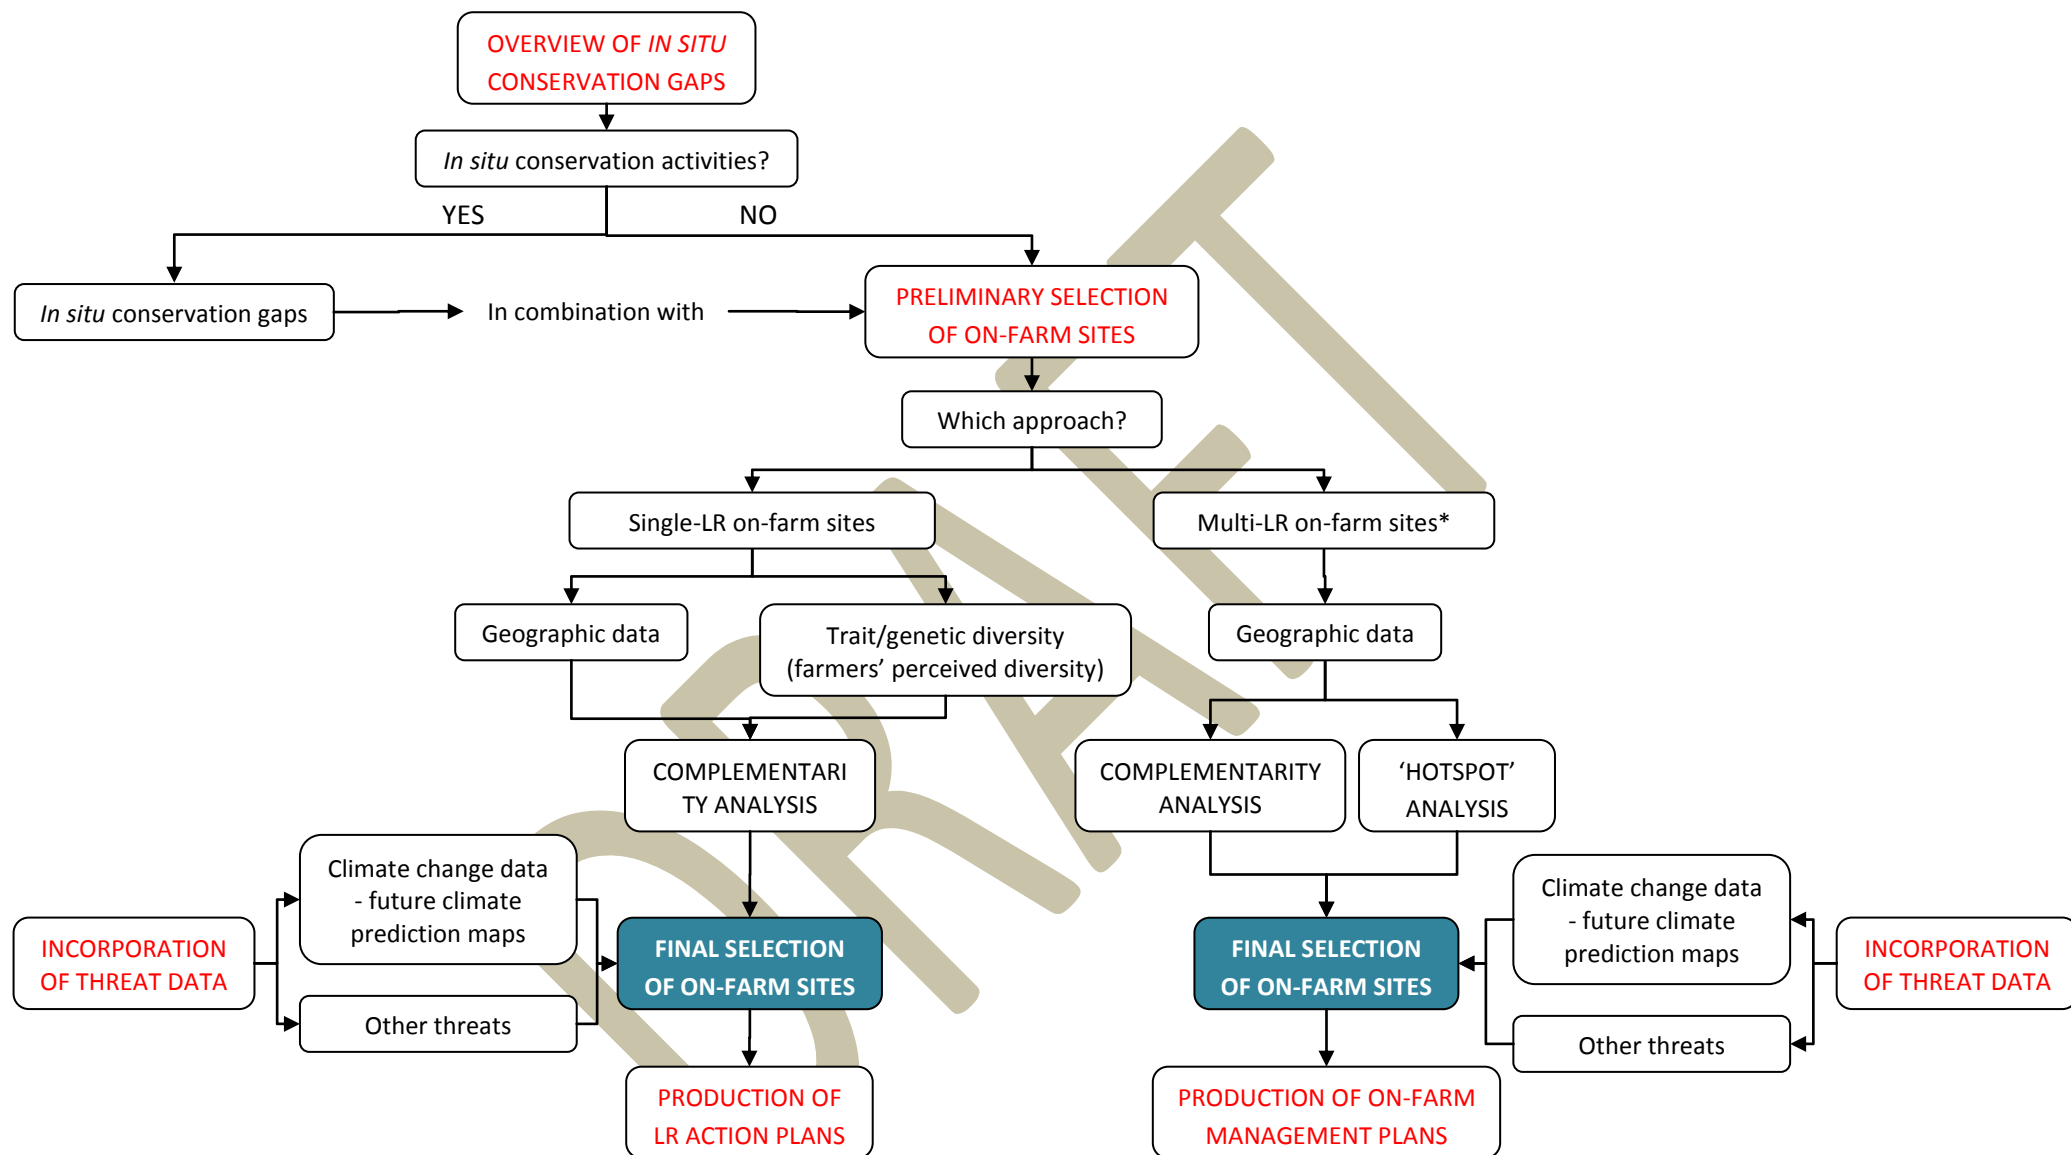 OVERVIEW OF IN SITU
CONSERVATION GAPS
In situ conservation activities?
YES
NO
In situ conservation gaps
In combination with
PRELIMINARY SELECTION
OF ON-FARM SITES
Which approach?
Single-LR on-farm sites
Multi-LR on-farm sites*
Geographic data
Trait/genetic diversity
(farmers’ perceived diversity)
Geographic data
COMPLEMENTARI
TY ANALYSIS
COMPLEMENTARITY
ANALYSIS
‘HOTSPOT’
ANALYSIS
Climate change data
- future climate
prediction maps
INCORPORATION
OF THREAT DATA
Other threats
FINAL SELECTION
OF ON-FARM SITES
FINAL SELECTION
OF ON-FARM SITES
Climate change data
- future climate
prediction maps
INCORPORATION
OF THREAT DATA
Other threats
PRODUCTION OF
LR ACTION PLANS
PRODUCTION OF ON-FARM
MANAGEMENT PLANS
DRAFT